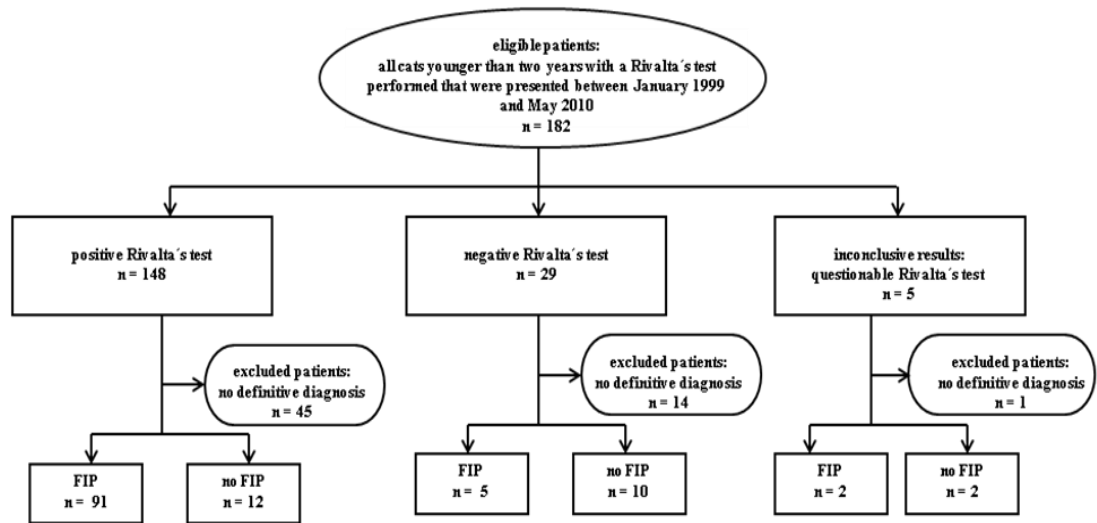 eligible patients:
all cats younger than two years with a Rivalta´s test
performed that were presented between January 1999
and May 2010
n = 182
positive Rivalta´s test
n = 148
negative Rivalta´s test
n = 29
inconclusive results:
questionable Rivalta´s test
n = 5
excluded patients:
no definitive diagnosis
n = 45
excluded patients:
no definitive diagnosis
n = 14
excluded patients:
no definitive diagnosis
n = 1
FIP
n = 91
no FIP
n = 12
FIP
n = 5
no FIP
n = 10
FIP
n = 2
no FIP
n = 2